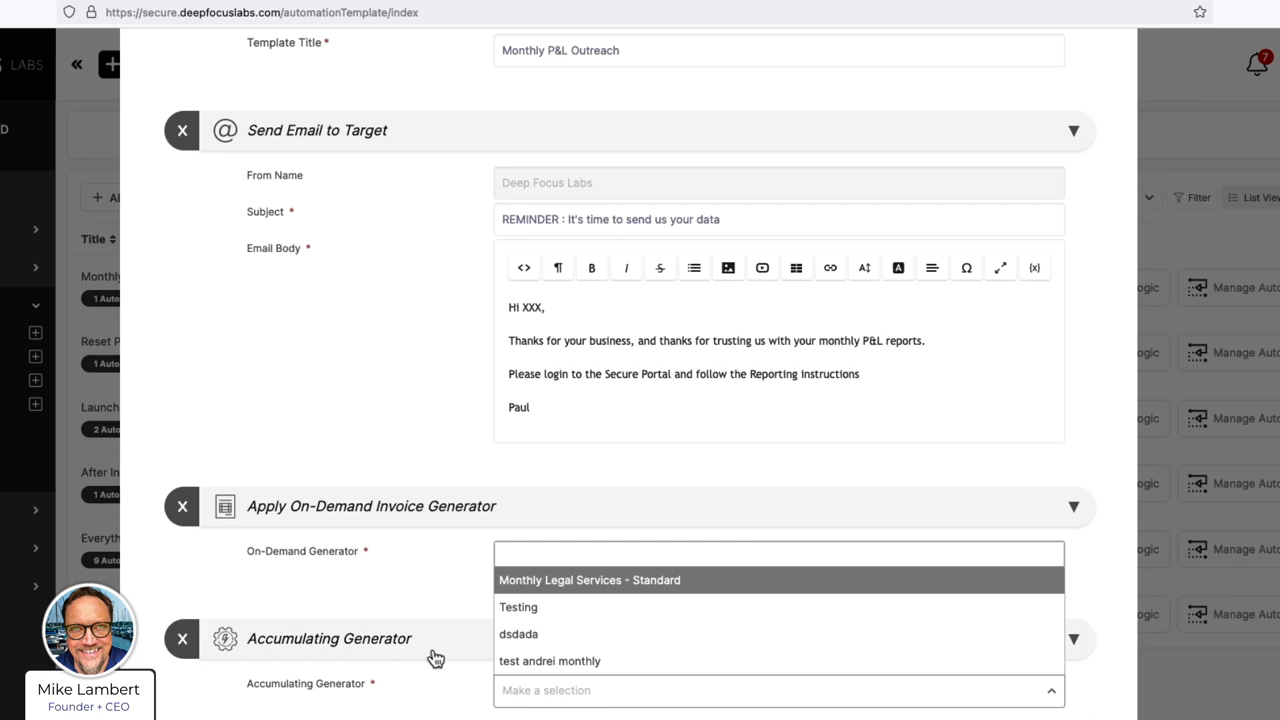 https://secure.deepfocuslabs.com/automationTemplate/index
LABS
7
Template Title *
Monthly P&L Outreach
D
X
@
Send Email to Target
▼
From Name
Deep Focus Labs
+ Al
Filter
List View
Subject *
REMINDER : It's time to send us your data
Title
Email Body *
<> ¶ B I S A Ω (x)
HI XXX,
Thanks for your business, and thanks for trusting us with your monthly P&L reports.
Please login to the Secure Portal and follow the Reporting instructions
Paul
Monthly
1 Auto
ogic
Manage Auto
Reset P
1 Auto
ogic
Manage Auto
Launch
2 Auto
ogic
Manage Auto
After In
1 Auto
ogic
Manage Auto
Everyth
9 Auto
ogic
Manage Auto
ogic
Manage Auto
X
Apply On-Demand Invoice Generator
▼
On-Demand Generator *
Monthly Legal Services - Standard
Testing
dsdada
test andrei monthly
X
Accumulating Generator
▼
Accumulating Generator *
Make a selection
Mike Lambert
Founder + CEO